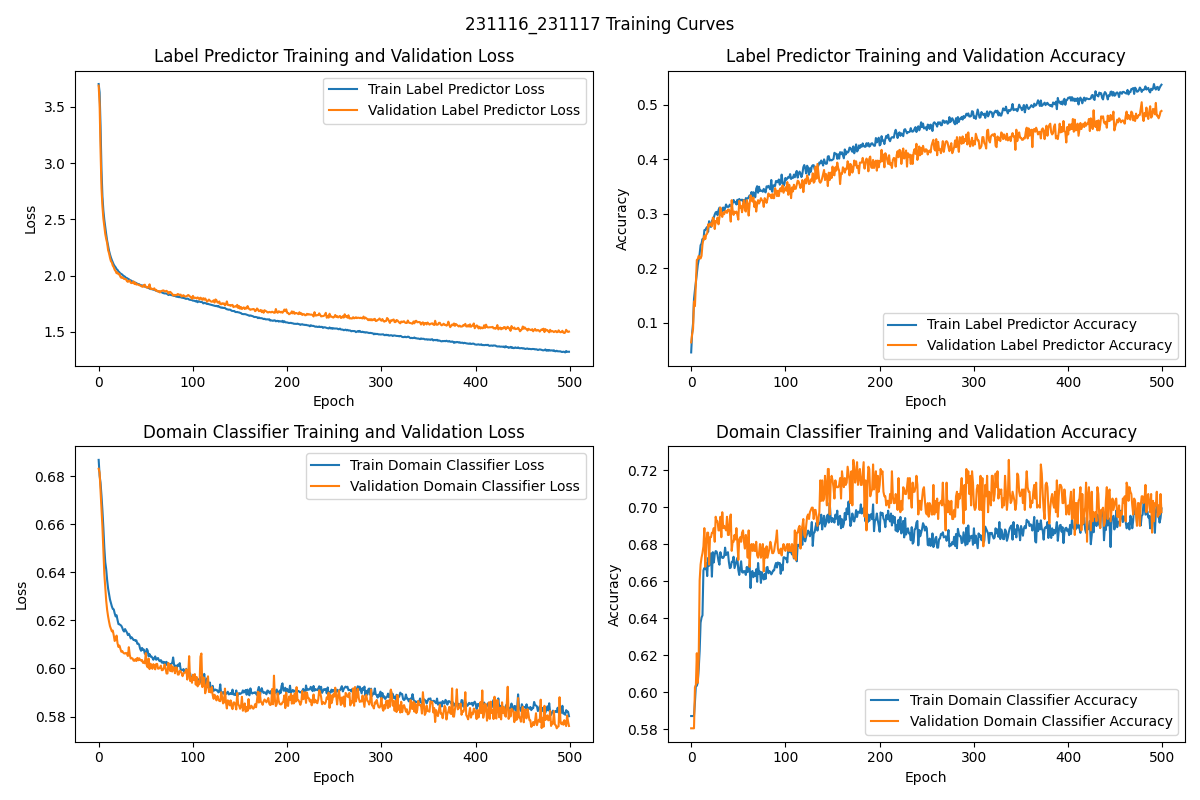 231116_231117 Training Curves
Label Predictor Training and Validation Loss
Train Label Predictor Loss
Validation Label Predictor Loss
Loss
3.5
3.0
2.5
2.0
1.5
0 100 200 300 400 500
Epoch
Label Predictor Training and Validation Accuracy
Accuracy
0.5
0.4
0.3
0.2
0.1
Train Label Predictor Accuracy
Validation Label Predictor Accuracy
0 100 200 300 400 500
Epoch
Domain Classifier Training and Validation Loss
Train Domain Classifier Loss
Validation Domain Classifier Loss
Loss
0.68
0.66
0.64
0.62
0.60
0.58
0 100 200 300 400 500
Epoch
Domain Classifier Training and Validation Accuracy
Accuracy
0.72
0.70
0.68
0.66
0.64
0.62
0.60
0.58
Train Domain Classifier Accuracy
Validation Domain Classifier Accuracy
0 100 200 300 400 500
Epoch